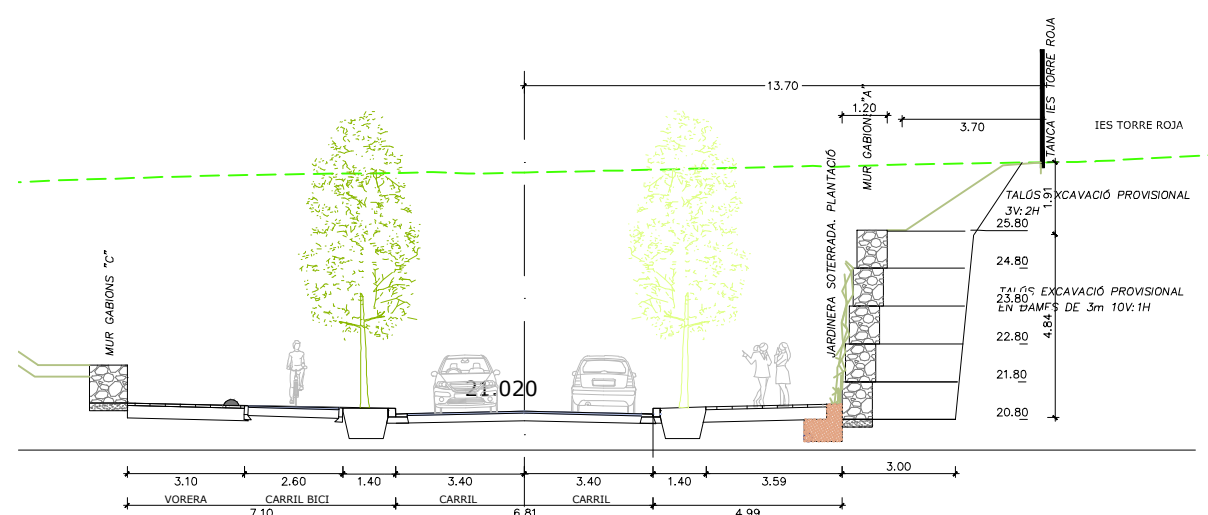 TANCA IES TORRE ROJA
13.70
MUR GABIONS "A"
1.20
3.70
IES TORRE ROJA
JARDINERA SOTERRADA. PLANTACIÓ
TALÚS EXCAVACIÓ PROVISIONAL
3V:2H
1.91
25.80
MUR GABIONS "C"
24.80
TALÚS EXCAVACIÓ PROVISIONAL
23.80
EN DAMES DE 3m 10V:1H
4.84
22.80
21.80
21.020
20.80
3.10
2.60
1.40
3.40
3.40
1.40
3.59
3.00
VORERA
CARRIL BICI
CARRIL
CARRIL
7.10
6.81
4.99